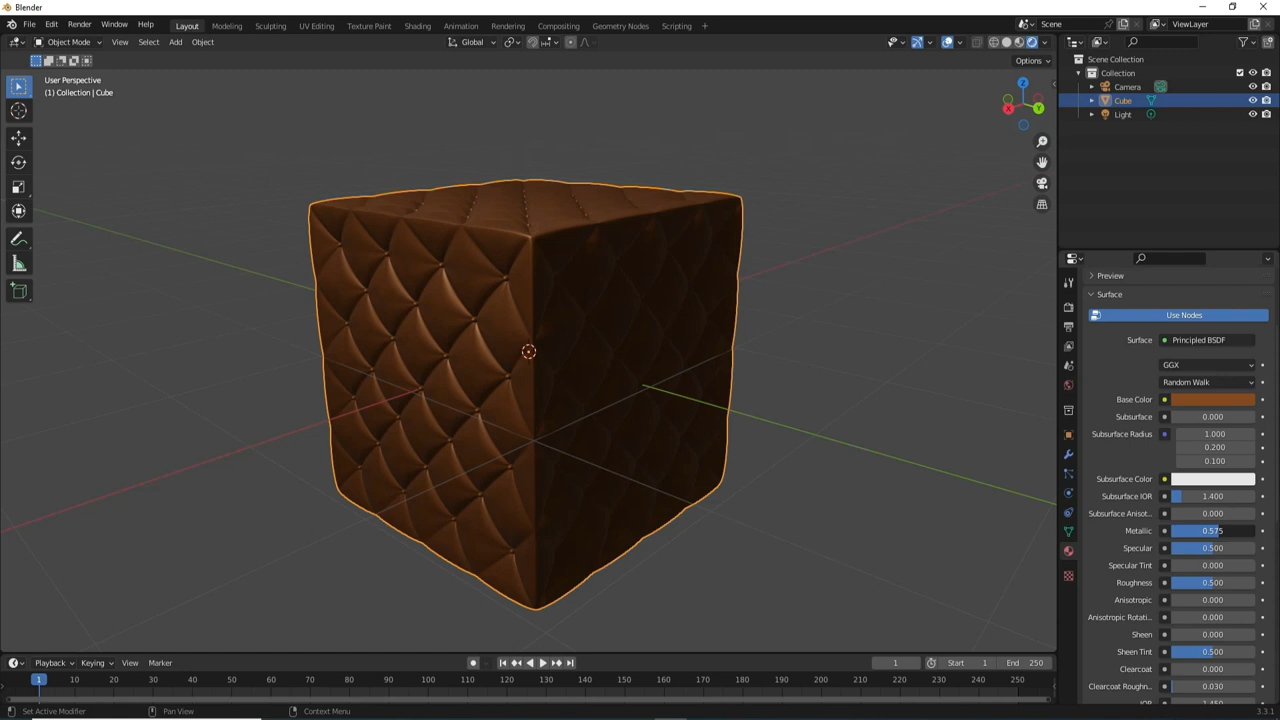 Blender
File Edit Render Window Help Layout Modeling Sculpting UV Editing Texture Paint Shading Animation Rendering Compositing Geometry Nodes Scripting + Scene ViewLayer
Object Mode View Select Add Object Global
Options
User Perspective
(1) Collection | Cube
Z
X Y
Scene Collection
Collection
Camera
Cube
Light
Preview
Surface
Use Nodes
Surface Principled BSDF
GGX
Random Walk
Base Color
Subsurface 0.000
Subsurface Radius 1.000
0.200
0.100
Subsurface Color
Subsurface IOR 1.400
Subsurface Anisot... 0.000
Metallic 0.575
Specular 0.500
Specular Tint 0.000
Roughness 0.500
Anisotropic 0.000
Anisotropic Rotati... 0.000
Sheen 0.000
Sheen Tint 0.500
Clearcoat 0.000
Clearcoat Roughn... 0.030
IOR 1.450
Playback Keying View Marker 1 Start 1 End 250
1 10 20 30 40 50 60 70 80 90 100 110 120 130 140 150 160 170 180 190 200 210 220 230 240 250
Set Active Modifier Pan View Context Menu 3.3.1